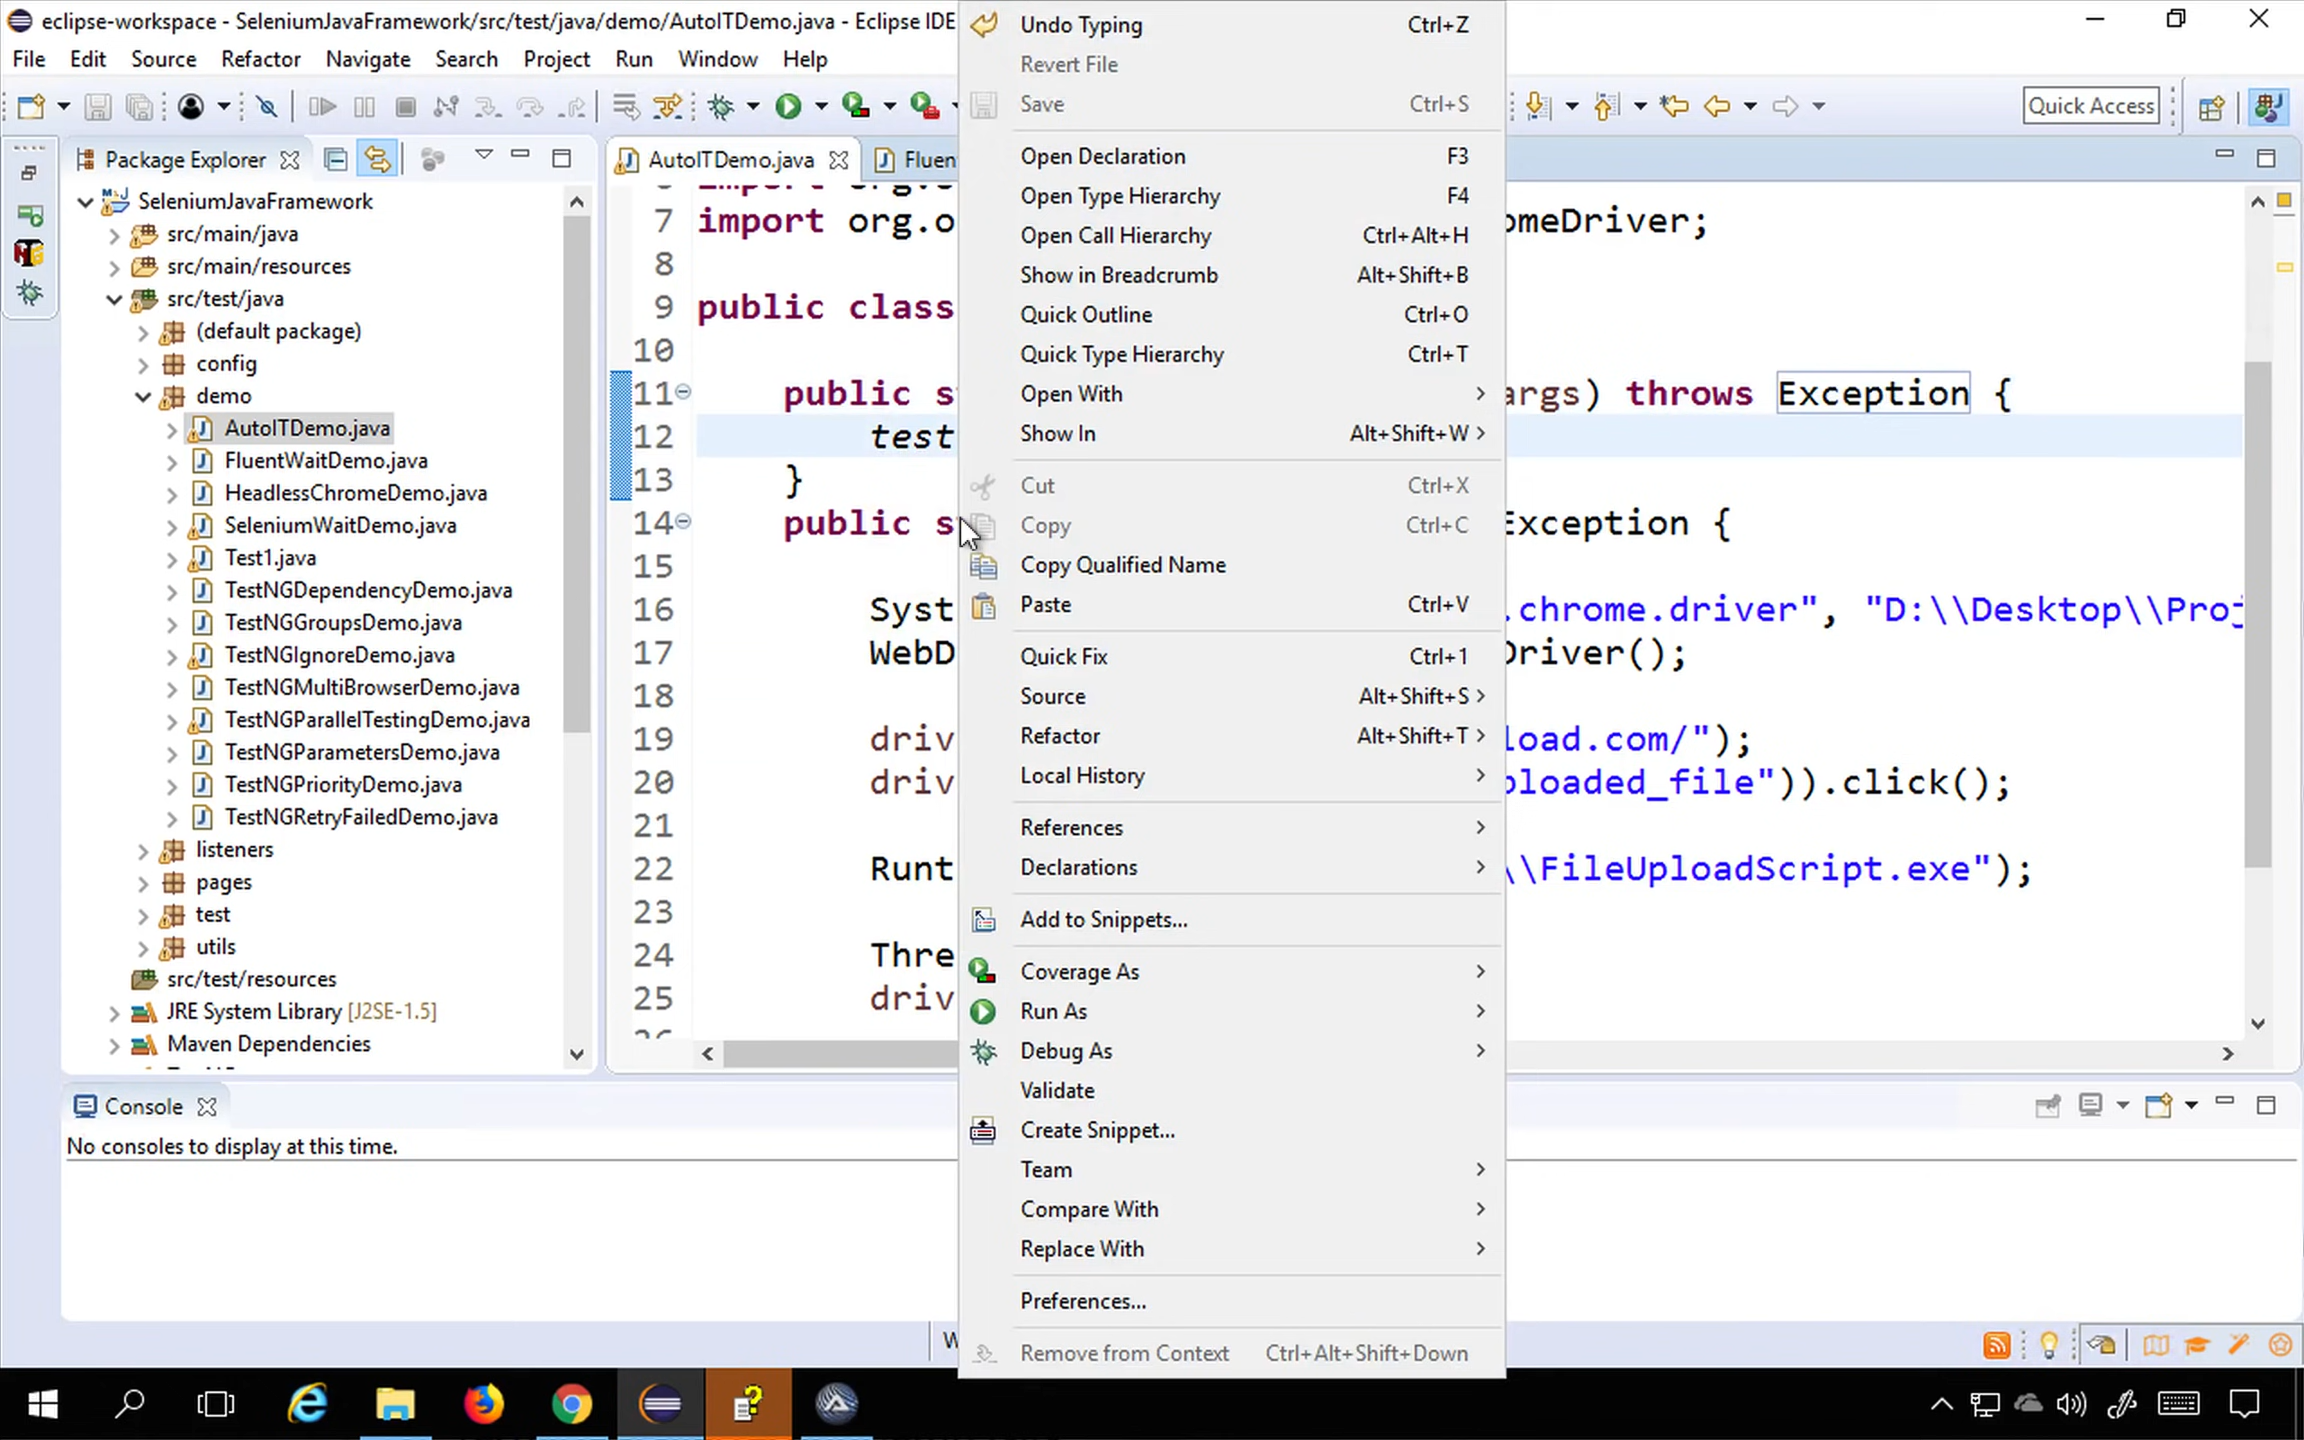 eclipse-workspace - SeleniumJavaFramework/src/test/java/demo/AutoITDemo.java - Eclipse IDE
File Edit Source Refactor Navigate Search Project Run Window Help
Quick Access
Package Explorer
SeleniumJavaFramework
src/main/java
src/main/resources
src/test/java
(default package)
config
demo
AutoITDemo.java
FluentWaitDemo.java
HeadlessChromeDemo.java
SeleniumWaitDemo.java
Test1.java
TestNGDependencyDemo.java
TestNGGroupsDemo.java
TestNGIgnoreDemo.java
TestNGMultiBrowserDemo.java
TestNGParallelTestingDemo.java
TestNGParametersDemo.java
TestNGPriorityDemo.java
TestNGRetryFailedDemo.java
listeners
pages
test
utils
src/test/resources
JRE System Library [J2SE-1.5]
Maven Dependencies
AutoITDemo.java Fluen
7 import org.o omeDriver;
8
9 public class
10
11 public s args) throws Exception {
12 test
13 }
14 public s Exception {
15
16 Syst .chrome.driver", "D:\\Desktop\\Proj
17 WebD Driver();
18
19 driv load.com/");
20 driv ploaded_file")).click();
21
22 Runt \\FileUploadScript.exe");
23
24 Thre
25 driv
Undo Typing Ctrl+Z
Revert File
Save Ctrl+S
Open Declaration F3
Open Type Hierarchy F4
Open Call Hierarchy Ctrl+Alt+H
Show in Breadcrumb Alt+Shift+B
Quick Outline Ctrl+O
Quick Type Hierarchy Ctrl+T
Open With
Show In Alt+Shift+W
Cut Ctrl+X
Copy Ctrl+C
Copy Qualified Name
Paste Ctrl+V
Quick Fix Ctrl+1
Source Alt+Shift+S
Refactor Alt+Shift+T
Local History
References
Declarations
Add to Snippets...
Coverage As
Run As
Debug As
Validate
Create Snippet...
Team
Compare With
Replace With
Preferences...
Remove from Context Ctrl+Alt+Shift+Down
Console
No consoles to display at this time.